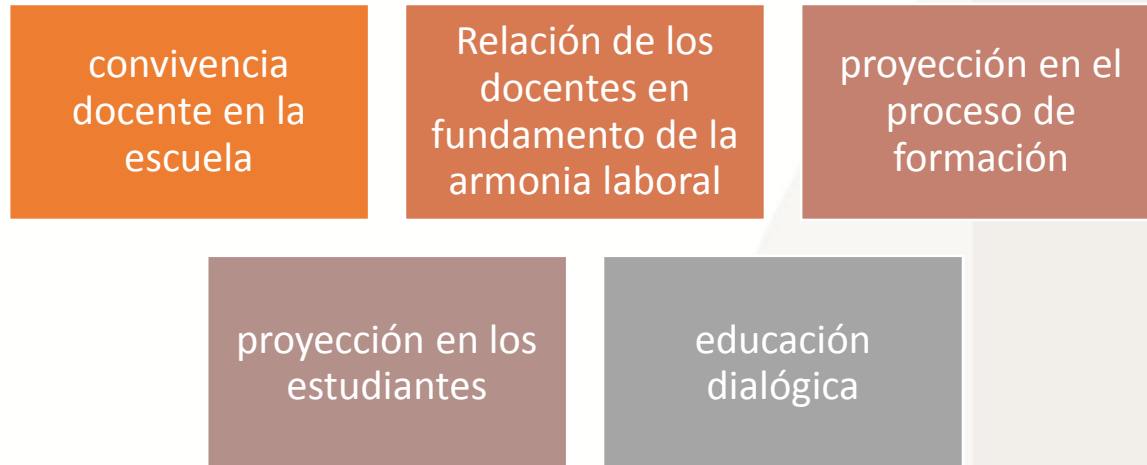 convivencia
docente en la
escuela
Relación de los
docentes en
fundamento de la
armonia laboral
proyección en el
proceso de
formación
proyección en los
estudiantes
educación
dialógica